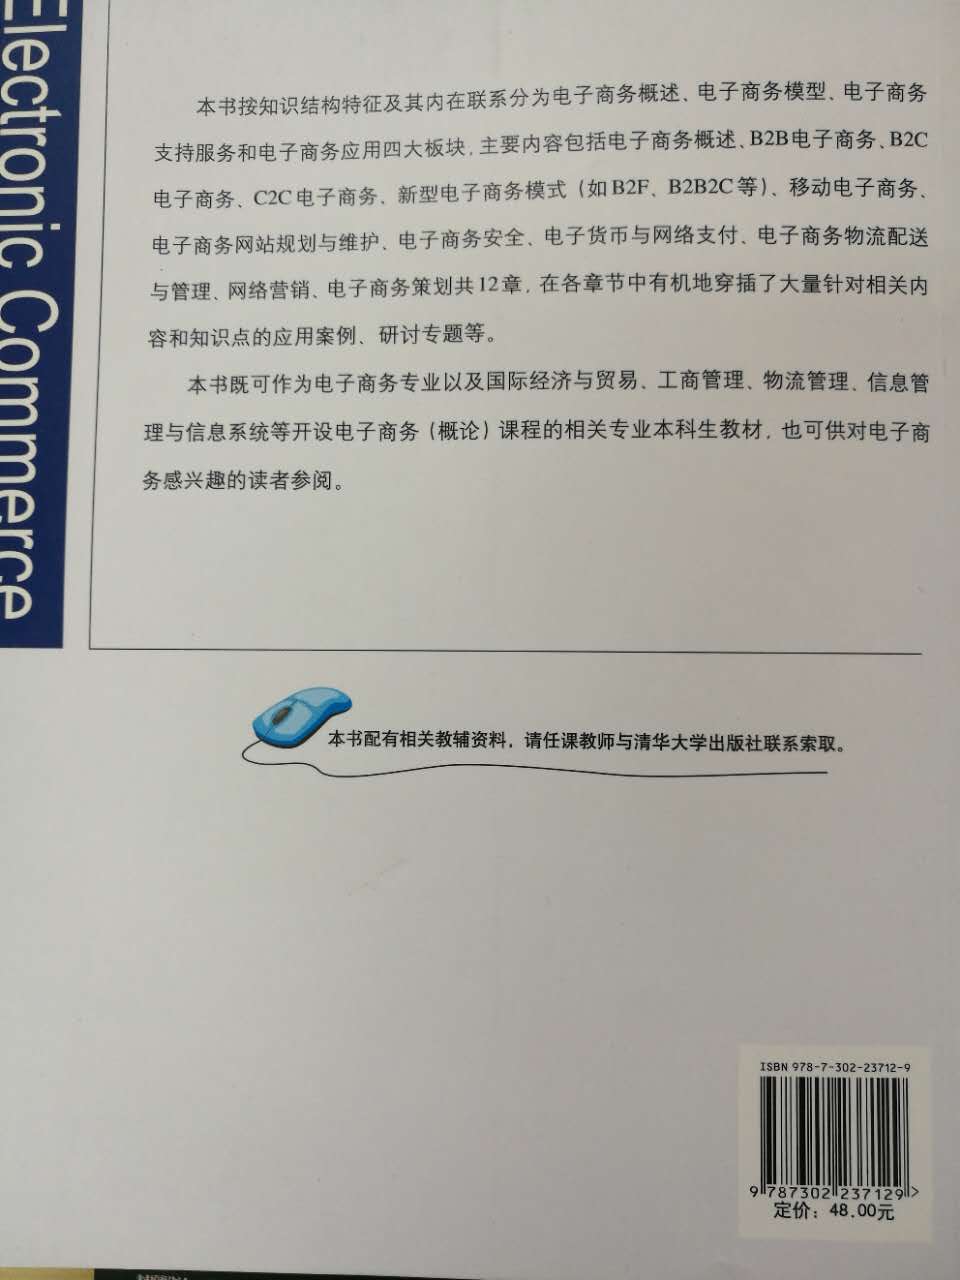 Electronic Commerce
本书按知识结构特征及其内在联系分为电子商务概述、电子商务模型、电子商务
支持服务和电子商务应用四大板块，主要内容包括电子商务概述、B2B电子商务、B2C
电子商务、C2C电子商务、新型电子商务模式（如B2F、B2B2C等）、移动电子商务、
电子商务网站规划与维护、电子商务安全、电子货币与网络支付、电子商务物流配送
与管理、网络营销、电子商务策划共12章，在各章节中有机地穿插了大量针对相关内
容和知识点的应用案例、研讨专题等。
本书既可作为电子商务专业以及国际经济与贸易、工商管理、物流管理、信息管
理与信息系统等开设电子商务（概论）课程的相关专业本科生教材，也可供对电子商
务感兴趣的读者参阅。
本书配有相关教辅资料，请任课教师与清华大学出版社联系索取。
ISBN 978-7-302-23712-9
9 787302 237129 >
定价：48.00元